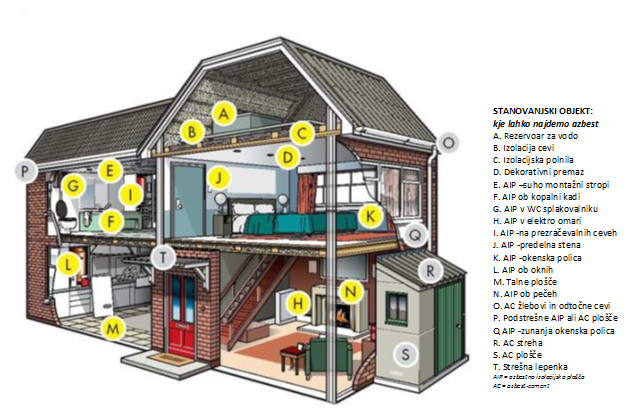 STANOVANJSKI OBJEKT:
kje lahko najdemo azbest
A. Rezervoar za vodo
B. Izolacija cevi
C. Izolacijska polnila
D. Dekorativni premaz
E. AIP –suho montažni stropi
F. AIP ob kopalni kadi
G. AIP v WC splakovalniku
H. AIP v elektro omari
I. AIP -na prezračevalnih ceveh
J. AIP -predelna stena
K. AIP -okenska polica
L. AIP ob oknih
M. Talne plošče
N. AIP ob pečeh
O. AC žlebovi in odtočne cevi
P. Podstrešne AIP ali AC plošče
Q AIP -zunanja okenska polica
R. AC streha
S. AC plošče
T. Strešna lepenka
AIP = azbestno izolacijska plošča
AC = azbest-cement
A
B
C
O
D
P
E
J
G
I
F
K
Q
T
L
R
N
H
M
S